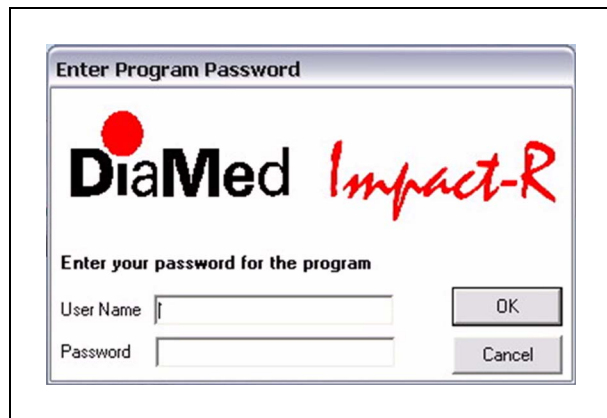 Enter Program Password
DiaMed Impact-R
Enter your password for the program
User Name
OK
Password
Cancel